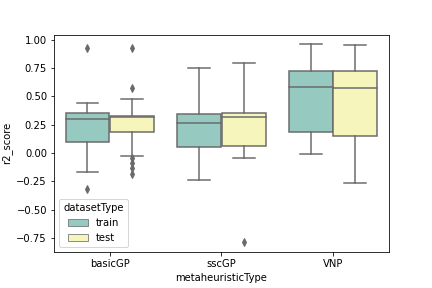 1.00
0.75
0.50
0.25
0.00
−0.25
−0.50
−0.75
r2_score
datasetType
train
test
basicGP sscGP VNP
metaheuristicType